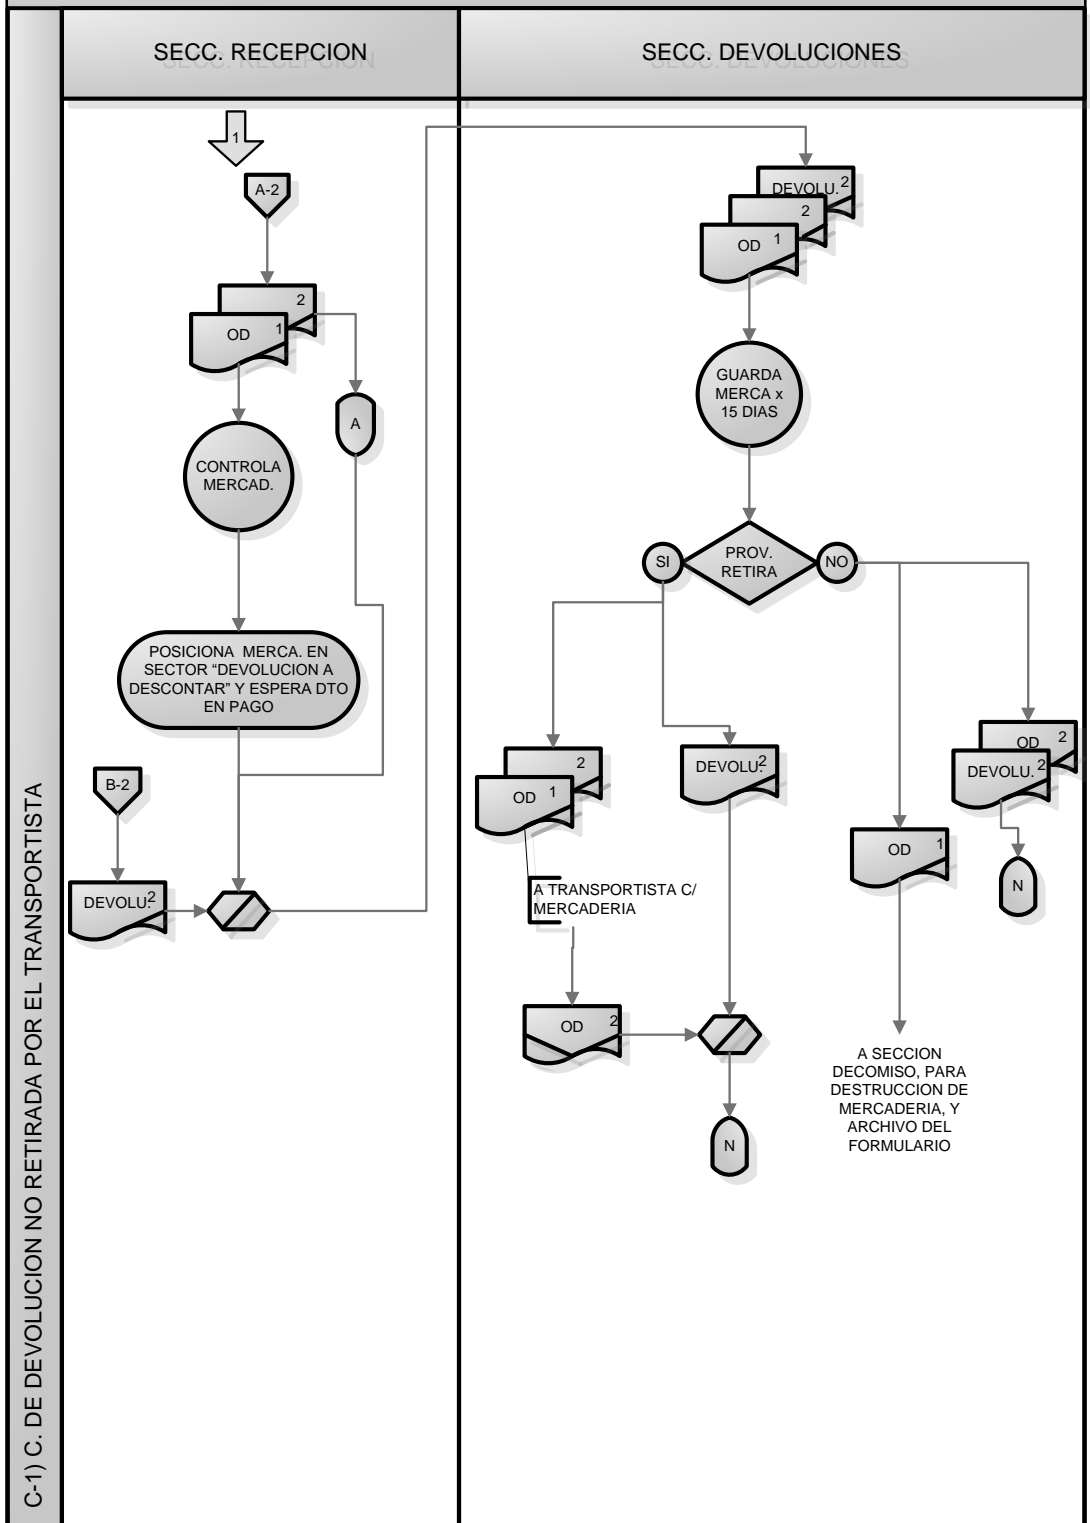 SECC. RECEPCION
SECC. DEVOLUCIONES
C-1) C. DE DEVOLUCION NO RETIRADA POR EL TRANSPORTISTA
1
A-2
2
OD 1
A
CONTROLA
MERCAD.
POSICIONA MERCA. EN
SECTOR “DEVOLUCION A
DESCONTAR” Y ESPERA DTO
EN PAGO
B-2
DEVOLU. 2
DEVOLU. 2
2
OD 1
GUARDA
MERCA x
15 DIAS
SI
PROV.
RETIRA
NO
2
OD 1
DEVOLU. 2
OD 2
DEVOLU. 2
OD 1
N
A TRANSPORTISTA C/
MERCADERIA
OD 2
N
A SECCION
DECOMISO, PARA
DESTRUCCION DE
MERCADERIA, Y
ARCHIVO DEL
FORMULARIO